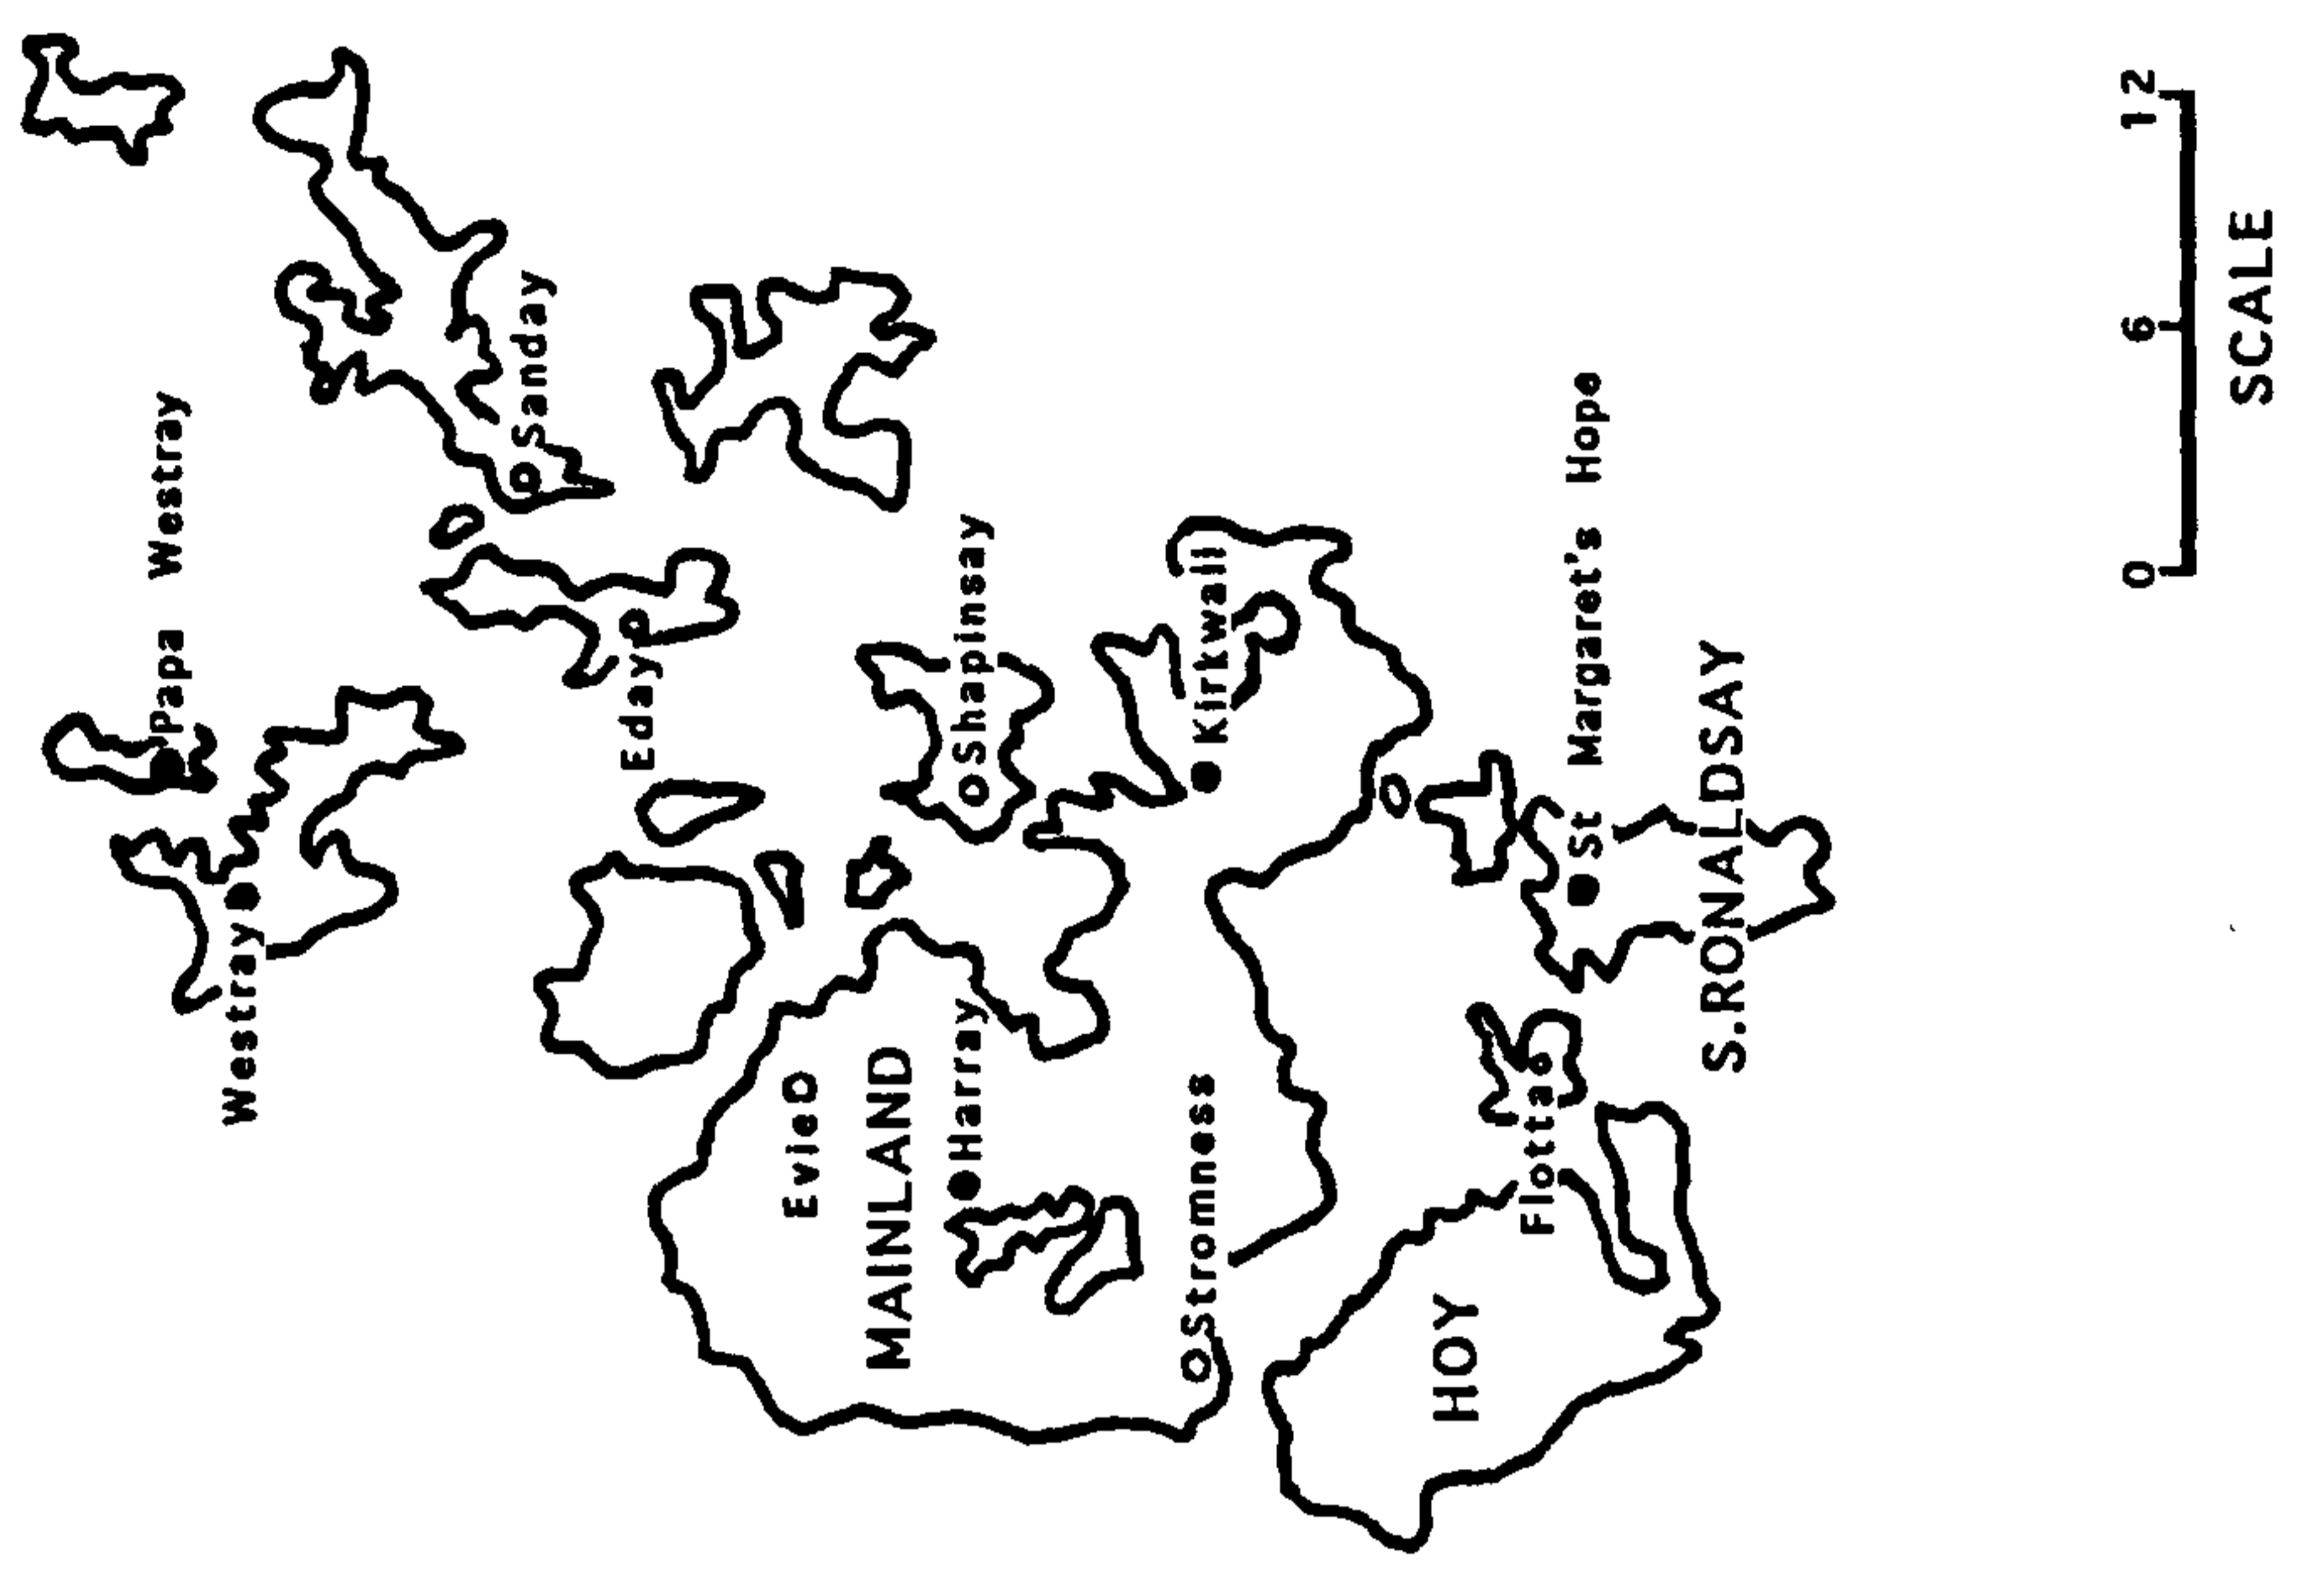 Papa Westray
Westray
Sanday
Eday
Evie
MAINLAND
Harray
Shapinsay
Stromness
Kirkwall
HOY
Flotta
St Margaret's Hope
S.RONALDSAY
0 6 12
SCALE